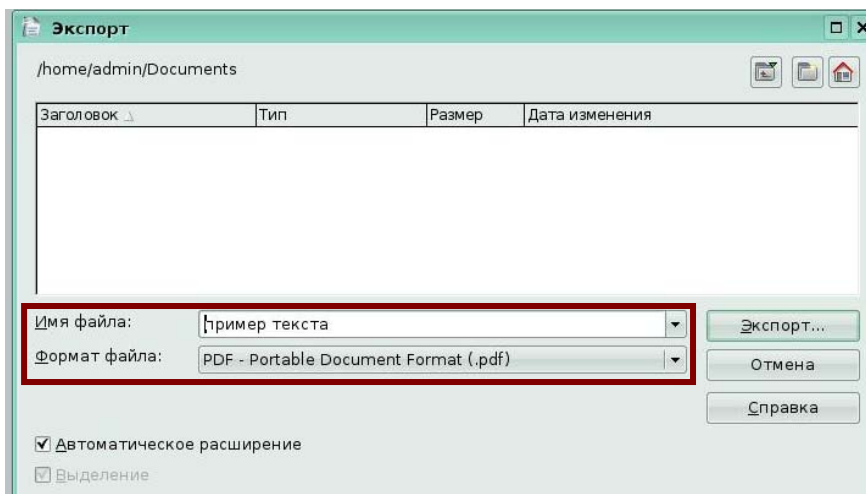 Экспорт
/home/admin/Documents
Заголовок Тип Размер Дата изменения
Имя файла: пример текста
Экспорт...
Формат файла: PDF - Portable Document Format (.pdf)
Отмена
Справка
Автоматическое расширение
Выделение